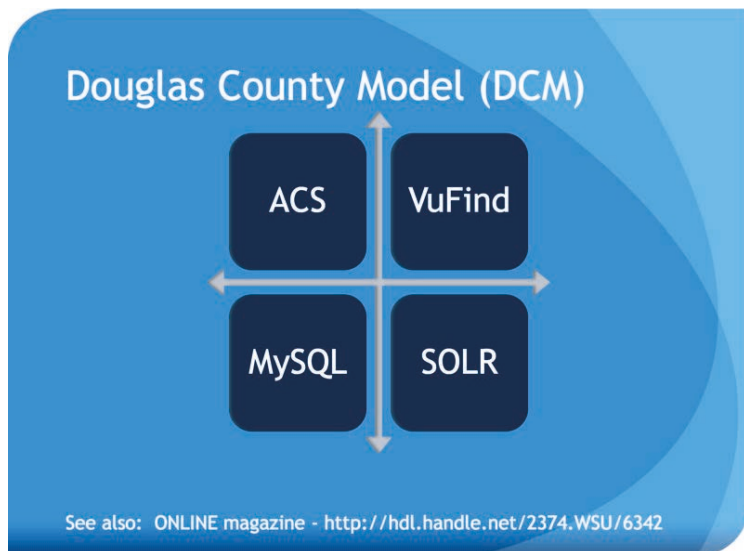 Douglas County Model (DCM)
ACS
VuFind
MySQL
SOLR
See also: ONLINE magazine - http://hdl.handle.net/2374.WSU/6342